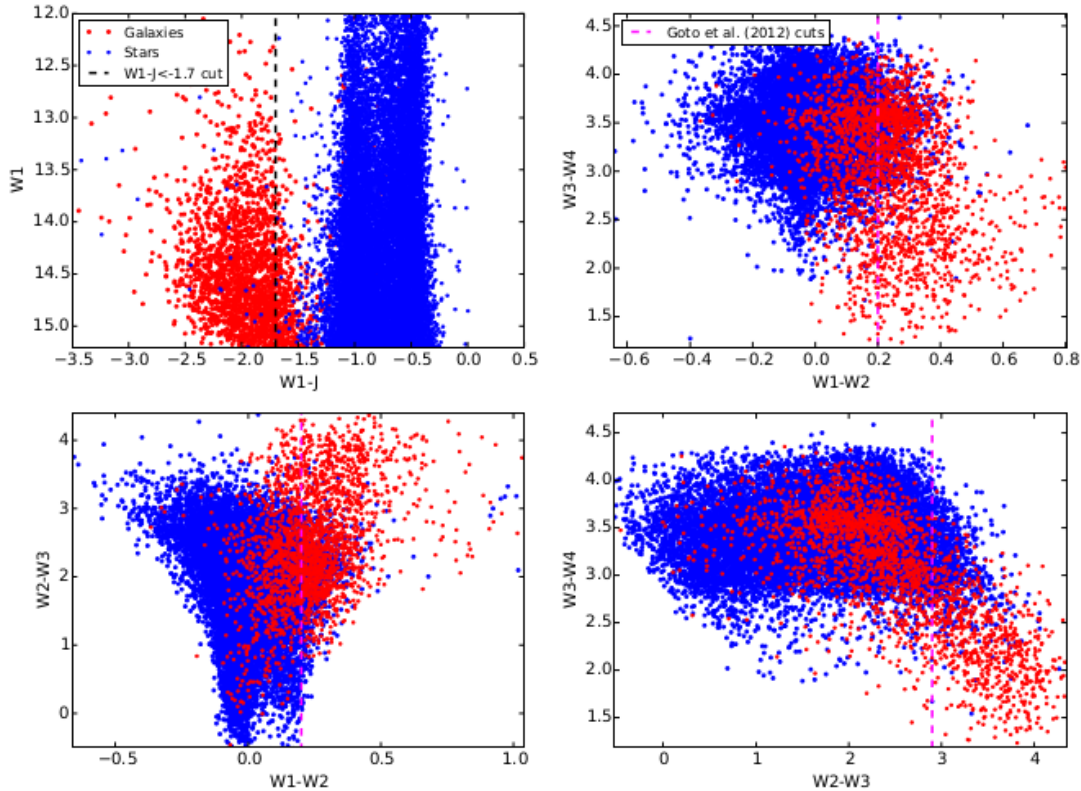 12.0
12.5
13.0
13.5
14.0
14.5
15.0
W1
−3.5 −3.0 −2.5 −2.0 −1.5 −1.0 −0.5 0.0 0.5
W1-J
Galaxies
Stars
W1-J<-1.7 cut
4.5
4.0
3.5
3.0
2.5
2.0
1.5
W3-W4
−0.6 −0.4 −0.2 0.0 0.2 0.4 0.6 0.8
W1-W2
Goto et al. (2012) cuts
4
3
2
1
0
W2-W3
−0.5 0.0 0.5 1.0
W1-W2
4.5
4.0
3.5
3.0
2.5
2.0
1.5
W3-W4
0 1 2 3 4
W2-W3